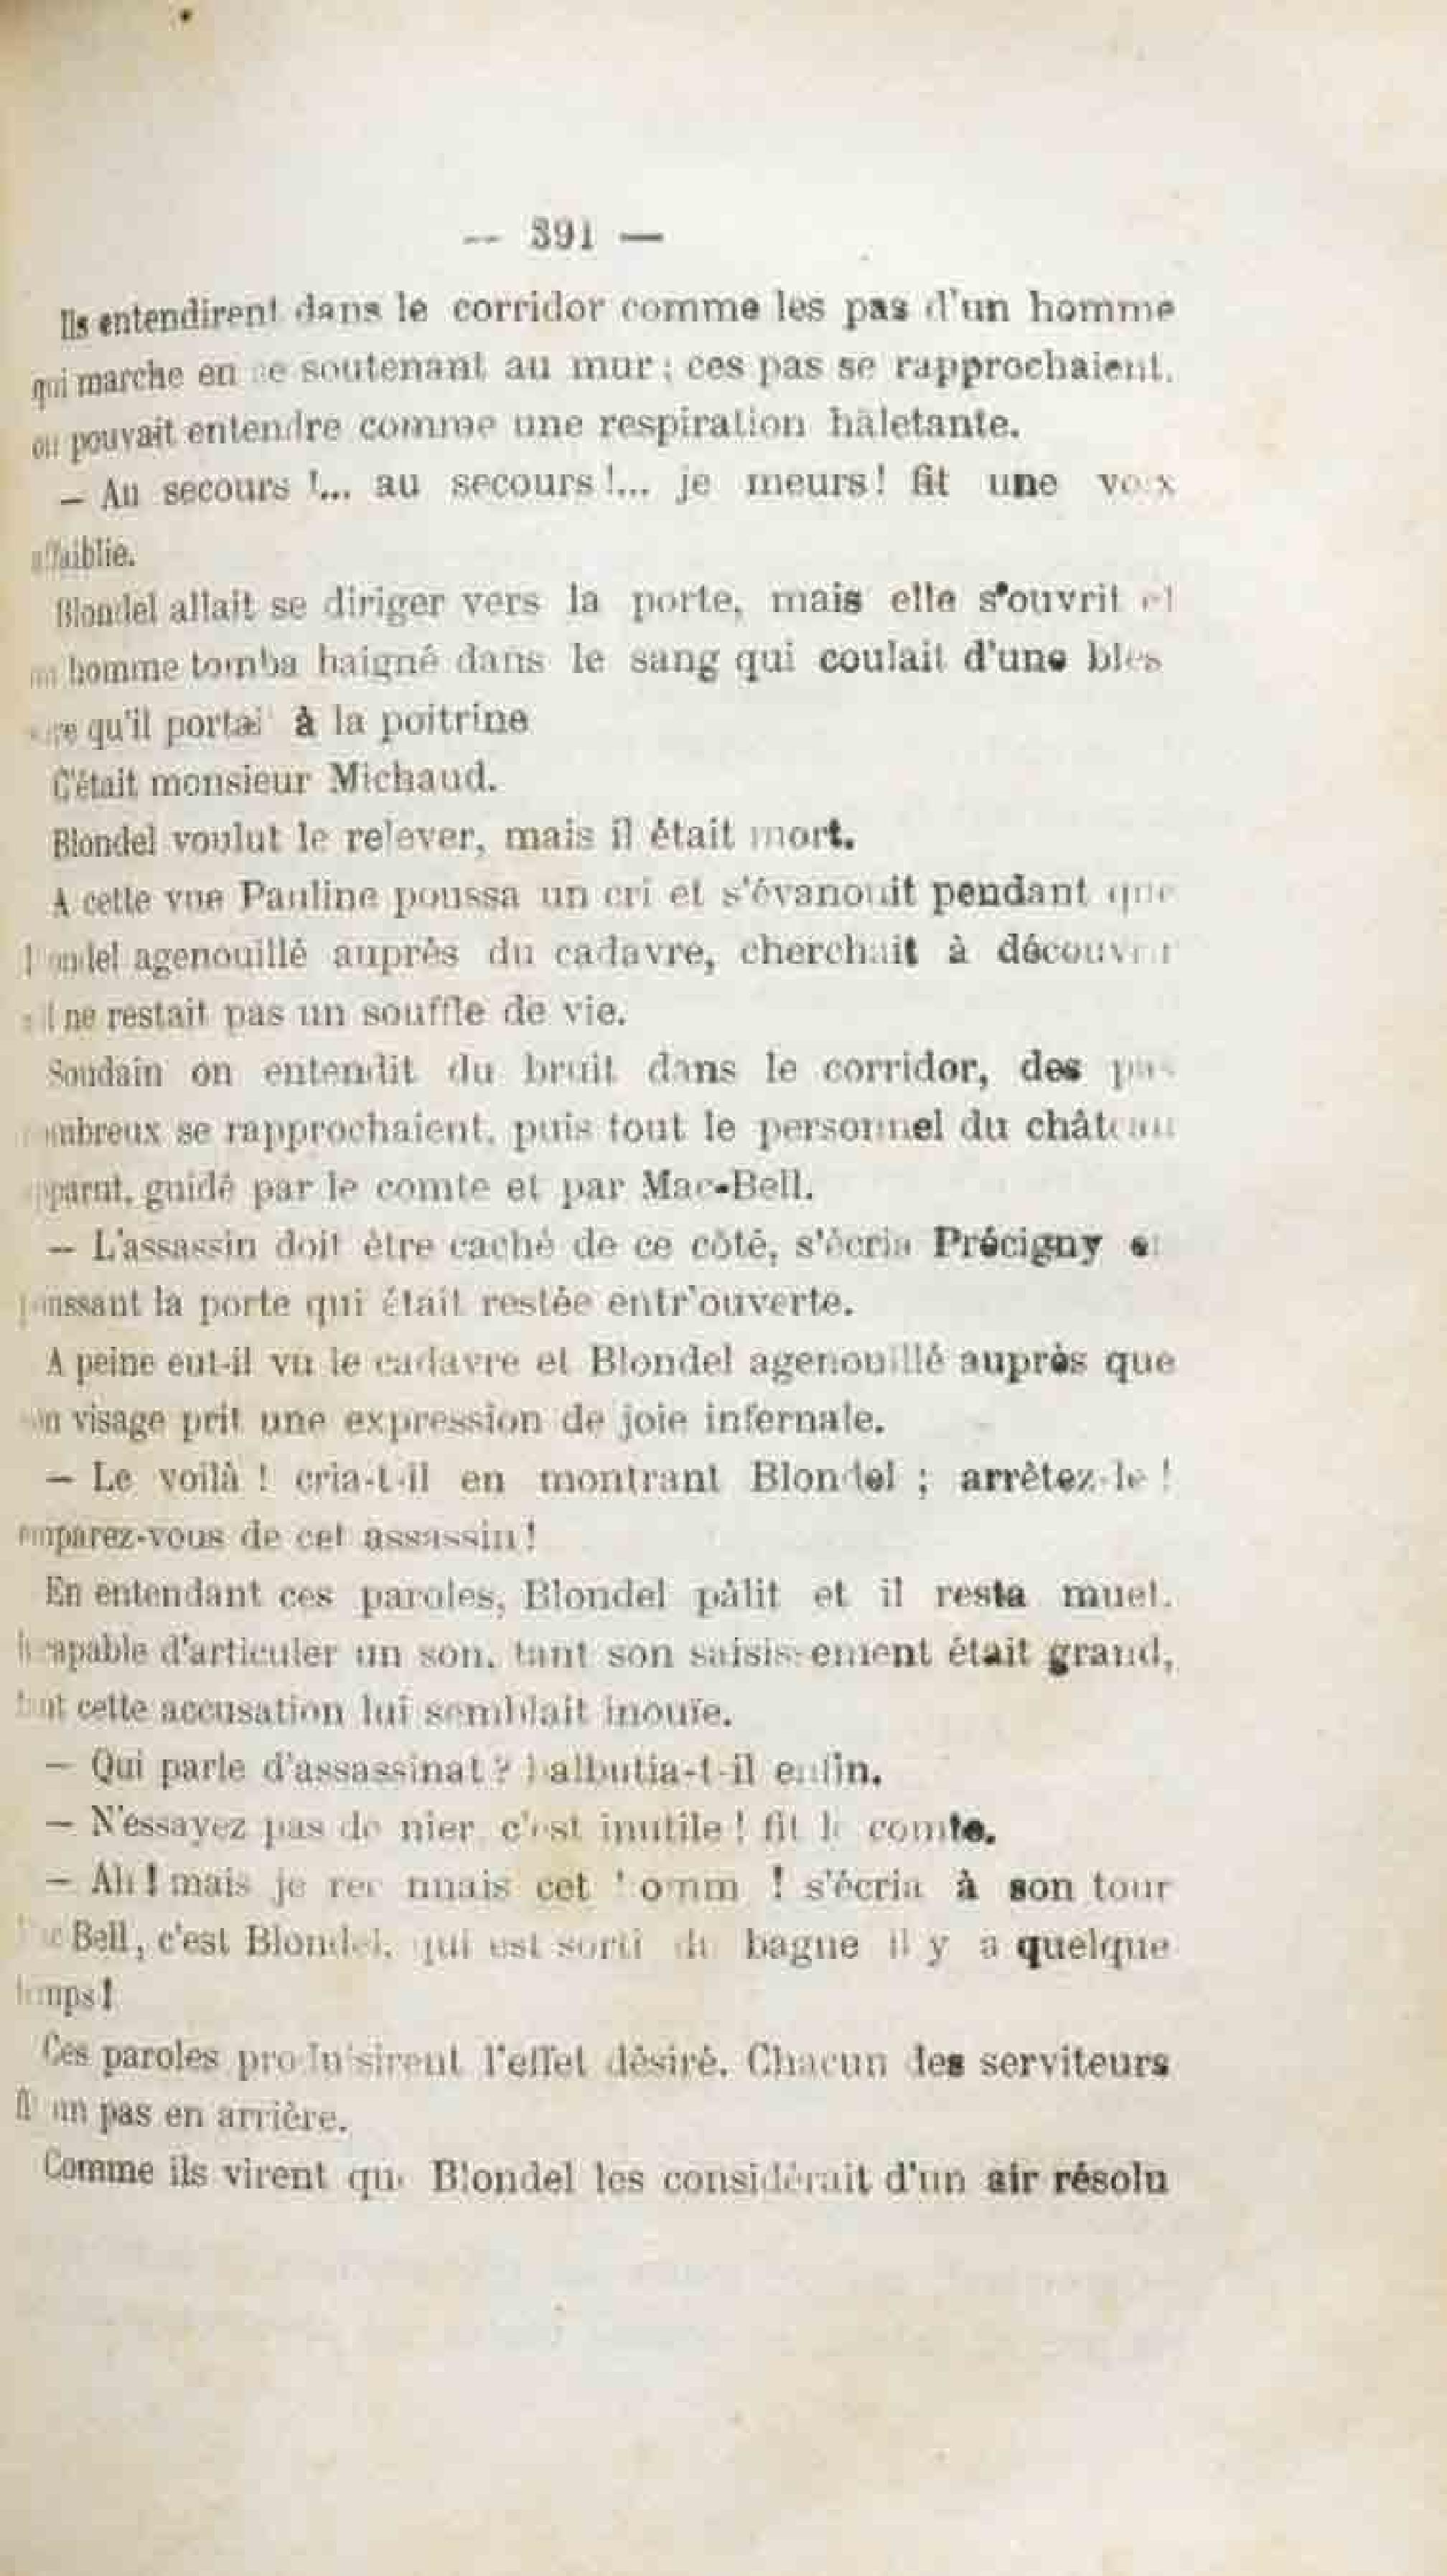 — 391 —
Ils entendirent dans le corridor comme les pas d'un homme
qui marche en se soutenant au mur ; ces pas se rapprochaient,
on pouvait entendre comme une respiration hâletante.
— Au secours !... au secours !... je meurs ! fit une voix
affaiblie.
Blondel allait se diriger vers la porte, mais elle s'ouvrit et
un homme tomba baigné dans le sang qui coulait d'une bles
sure qu'il portait à la poitrine
C'était monsieur Michaud.
Blondel voulut le relever, mais il était mort.
A cette vue Pauline poussa un cri et s'évanouit pendant que
Blondel agenouillé auprès du cadavre, cherchait à découvrir
s'il ne restait pas un souffle de vie.
Soudain on entendit du bruit dans le corridor, des pas
nombreux se rapprochaient, puis tout le personnel du château
apparut, guidé par le comte et par Mac-Bell.
— L'assassin doit être caché de ce côté, s'écria Précigny en
poussant la porte qui était restée entr'ouverte.
A peine eut-il vu le cadavre et Blondel agenouillé auprès que
son visage prit une expression de joie infernale.
— Le voilà ! cria-t-il en montrant Blondel ; arrêtez-le !
emparez-vous de cet assassin !
En entendant ces paroles, Blondel pâlit et il resta muet.
incapable d'articuler un son, tant son saisissement était grand,
tant cette accusation lui semblait inouïe.
— Qui parle d'assassinat ? balbutia-t-il enfin.
— N'éssayez pas de nier c'est inutile ! fit le comte.
— Ah ! mais je reconnais cet homme ! s'écria à son tour
Mac Bell, c'est Blondel, qui est sorti du bagne il y a quelque
temps !
Ces paroles produisirent l'effet désiré. Chacun des serviteurs
fit un pas en arrière.
Comme ils virent que Blondel les considérait d'un air résolu